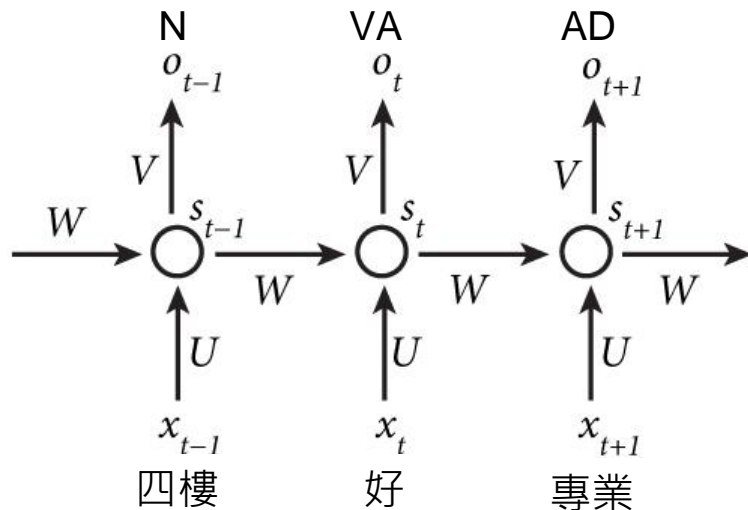 N VA AD
o_{t-1} o_t o_{t+1}
V V V
W s_{t-1} s_t s_{t+1}
W W W
U U U
x_{t-1} x_t x_{t+1}
四樓 好 專業